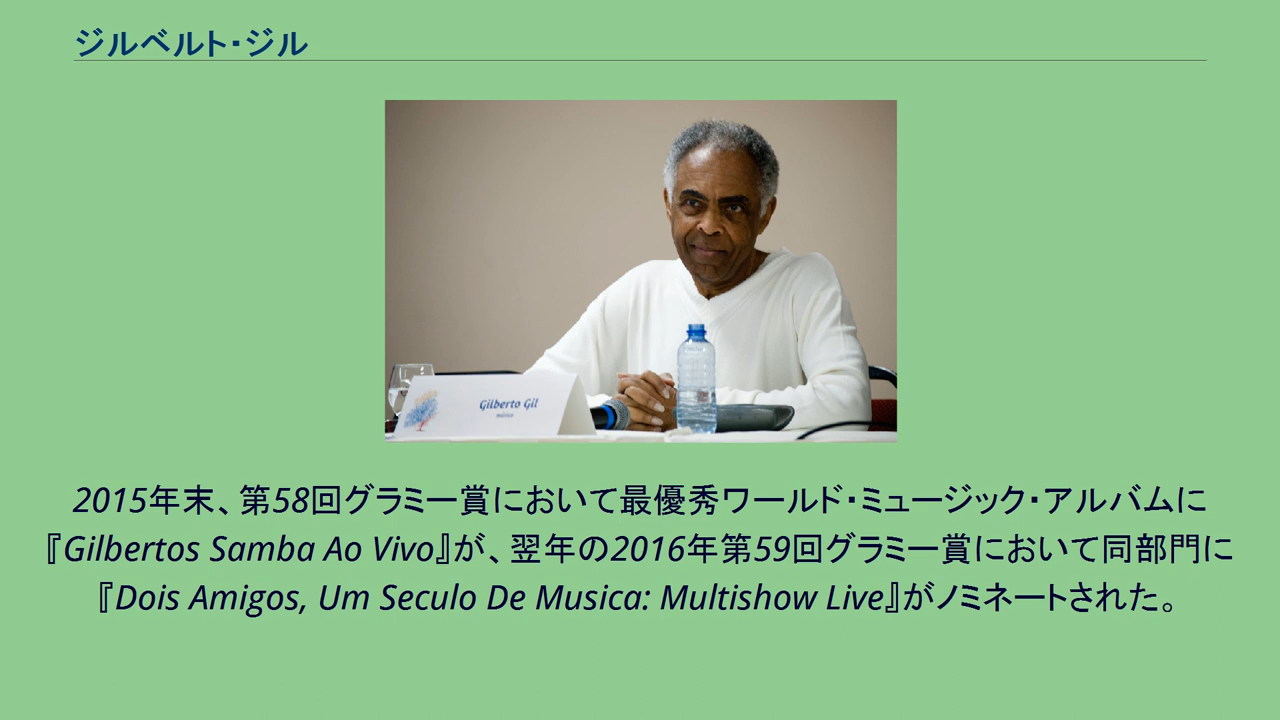 ジルベルト・ジル
Gilberto Gil
músico
2015年末、第58回グラミー賞において最優秀ワールド・ミュージック・アルバムに
『Gilbertos Samba Ao Vivo』が、翌年の2016年第59回グラミー賞において同部門に
『Dois Amigos, Um Seculo De Musica: Multishow Live』がノミネートされた。